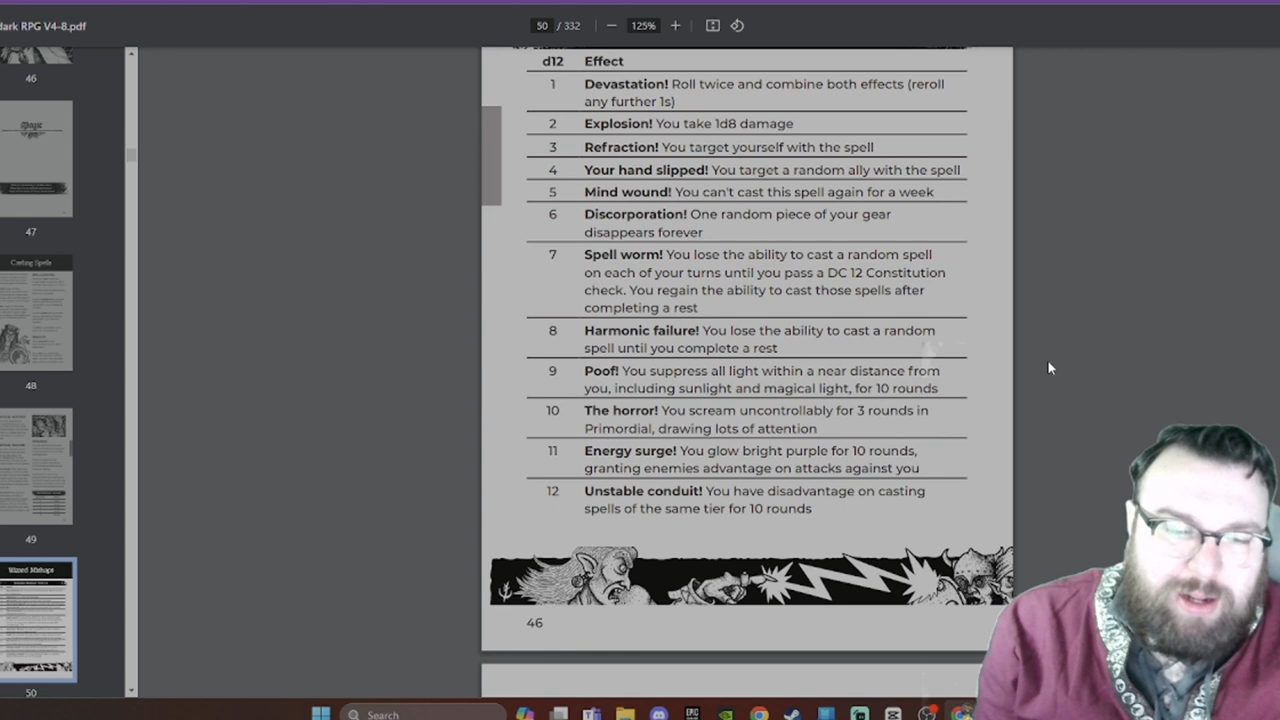 dark RPG V4-8.pdf
50 / 332
125%
46
Magic
47
Casting Spells
48
49
Wizard Mishaps
50
d12 Effect
1 Devastation! Roll twice and combine both effects (reroll
any further 1s)
2 Explosion! You take 1d8 damage
3 Refraction! You target yourself with the spell
4 Your hand slipped! You target a random ally with the spell
5 Mind wound! You can't cast this spell again for a week
6 Discorporation! One random piece of your gear
disappears forever
7 Spell worm! You lose the ability to cast a random spell
on each of your turns until you pass a DC 12 Constitution
check. You regain the ability to cast those spells after
completing a rest
8 Harmonic failure! You lose the ability to cast a random
spell until you complete a rest
9 Poof! You suppress all light within a near distance from
you, including sunlight and magical light, for 10 rounds
10 The horror! You scream uncontrollably for 3 rounds in
Primordial, drawing lots of attention
11 Energy surge! You glow bright purple for 10 rounds,
granting enemies advantage on attacks against you
12 Unstable conduit! You have disadvantage on casting
spells of the same tier for 10 rounds
46
Search